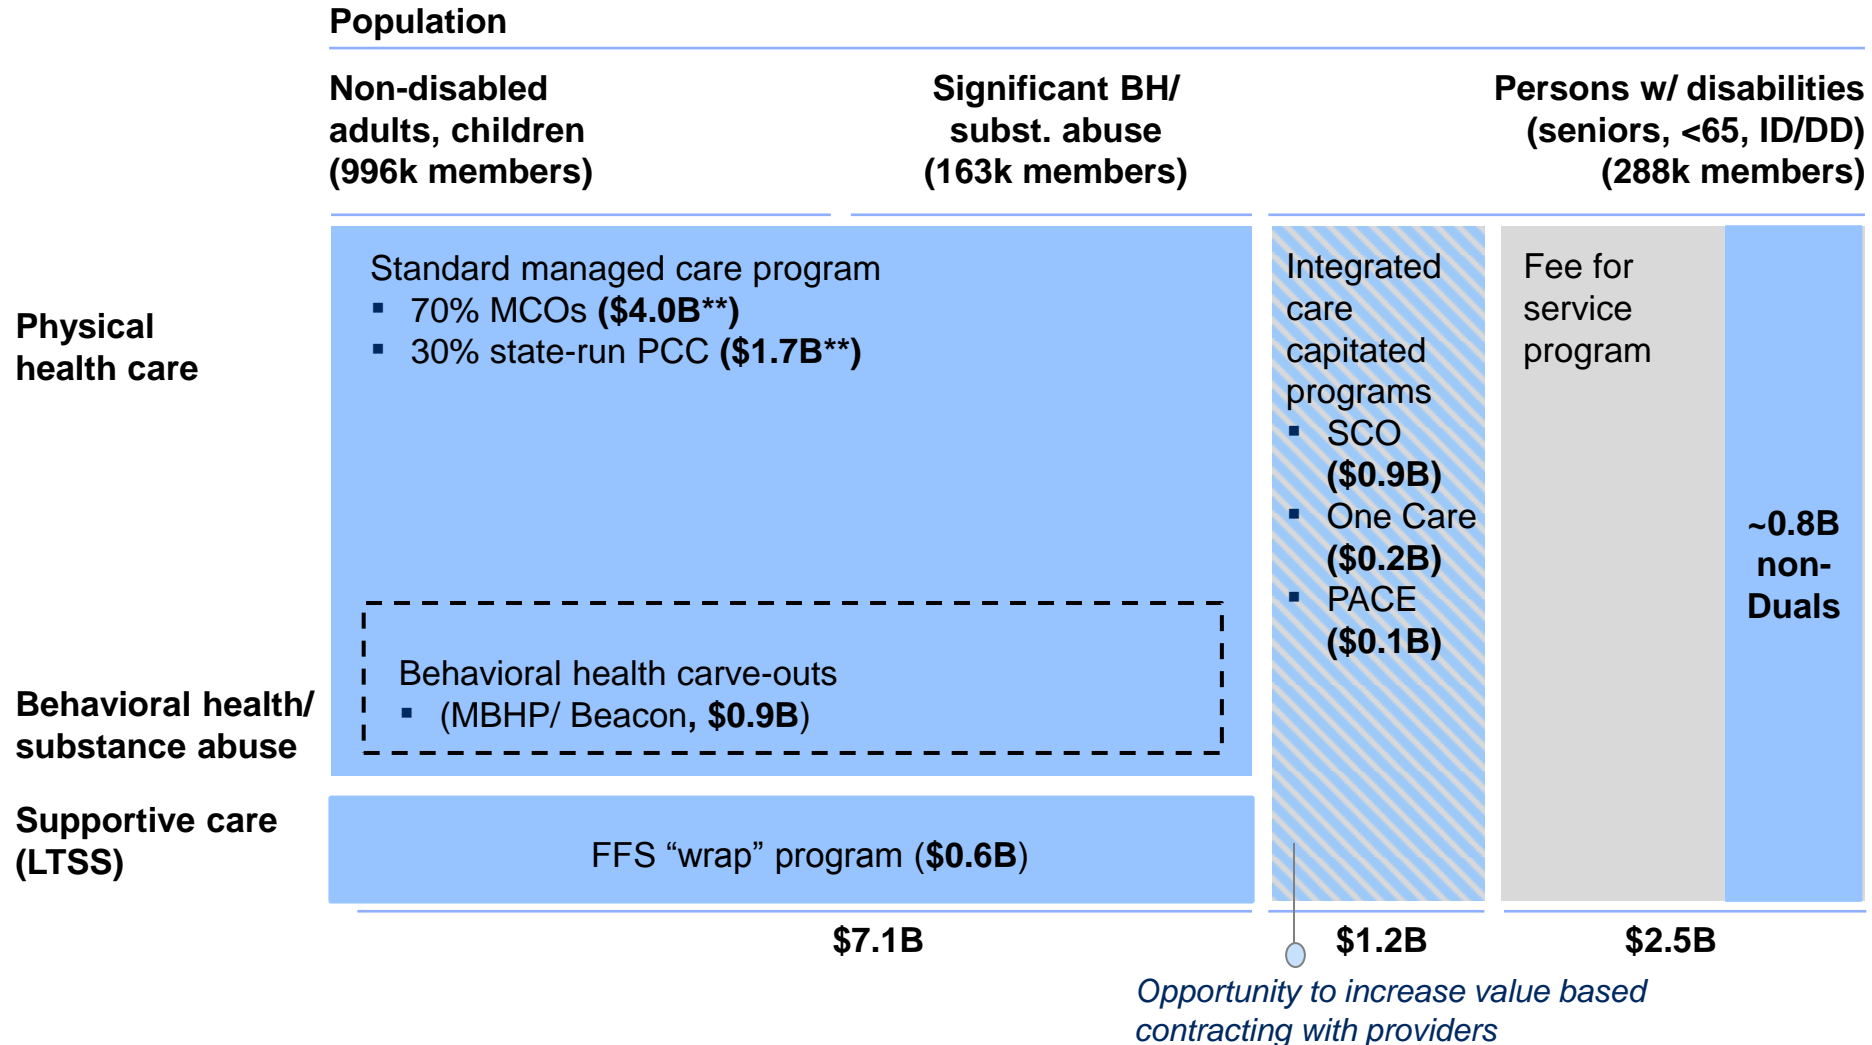 Population
Non-disabled
adults, children
(996k members)
Significant BH/
subst. abuse
(163k members)
Persons w/ disabilities
(seniors, <65, ID/DD)
(288k members)
Physical
health care
Standard managed care program
▪ 70% MCOs ($4.0B**)
▪ 30% state-run PCC ($1.7B**)
Integrated
care
capitated
programs
▪ SCO
($0.9B)
▪ One Care
($0.2B)
▪ PACE
($0.1B)
Fee for
service
program
~0.8B
non-
Duals
Behavioral health/
substance abuse
Behavioral health carve-outs
▪ (MBHP/ Beacon, $0.9B)
Supportive care
(LTSS)
FFS “wrap” program ($0.6B)
$7.1B
$1.2B
$2.5B
Opportunity to increase value based
contracting with providers